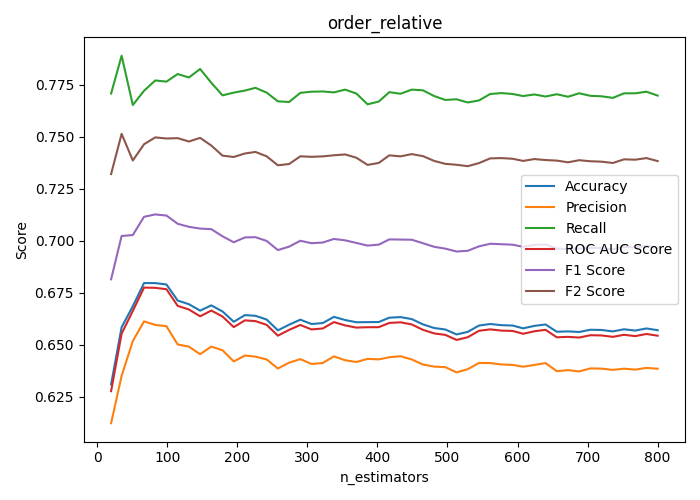 order_relative
Score
0.775
0.750
0.725
0.700
0.675
0.650
0.625
Accuracy
Precision
Recall
ROC AUC Score
F1 Score
F2 Score
0 100 200 300 400 500 600 700 800
n_estimators